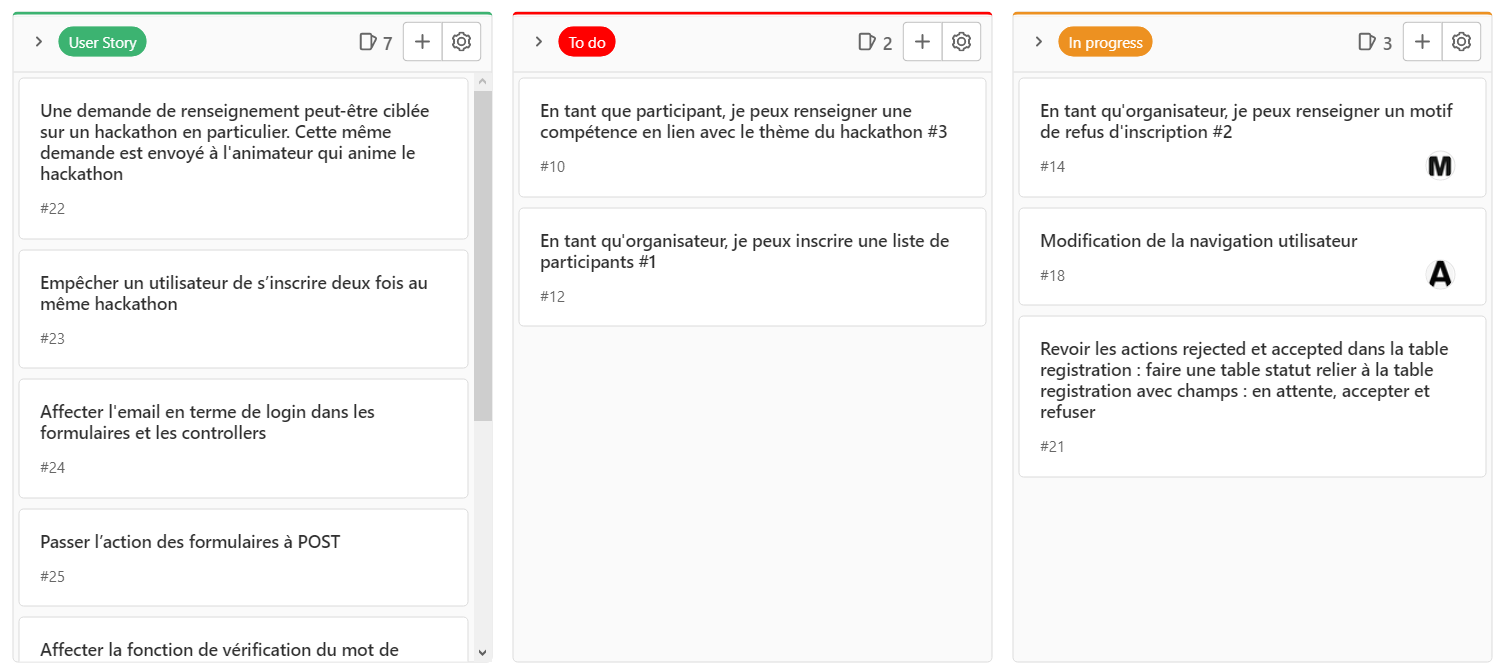 User Story
7
Une demande de renseignement peut-être ciblée
sur un hackathon en particulier. Cette même
demande est envoyé à l'animateur qui anime le
hackathon
#22
Empêcher un utilisateur de s’inscrire deux fois au
même hackathon
#23
Affecter l'email en terme de login dans les
formulaires et les controllers
#24
Passer l’action des formulaires à POST
#25
Affecter la fonction de vérification du mot de
To do
2
En tant que participant, je peux renseigner une
compétence en lien avec le thème du hackathon #3
#10
En tant qu'organisateur, je peux inscrire une liste de
participants #1
#12
In progress
3
En tant qu'organisateur, je peux renseigner un motif
de refus d'inscription #2
#14
M
Modification de la navigation utilisateur
#18
A
Revoir les actions rejected et accepted dans la table
registration : faire une table statut relier à la table
registration avec champs : en attente, accepter et
refuser
#21